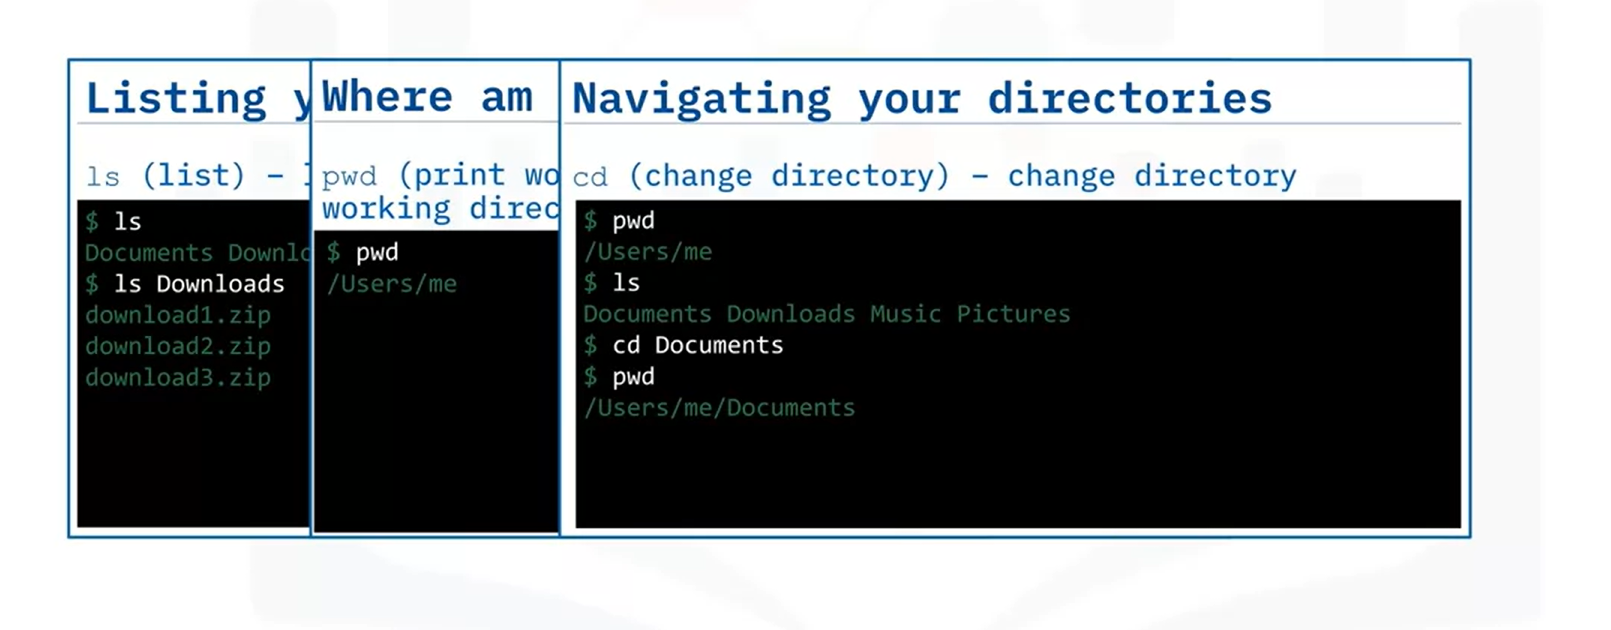 Listing y
ls (list) –
$ ls
Documents Downlo
$ ls Downloads
download1.zip
download2.zip
download3.zip
Where am
pwd (print wo
working direc
$ pwd
/Users/me
Navigating your directories
cd (change directory) – change directory
$ pwd
/Users/me
$ ls
Documents Downloads Music Pictures
$ cd Documents
$ pwd
/Users/me/Documents